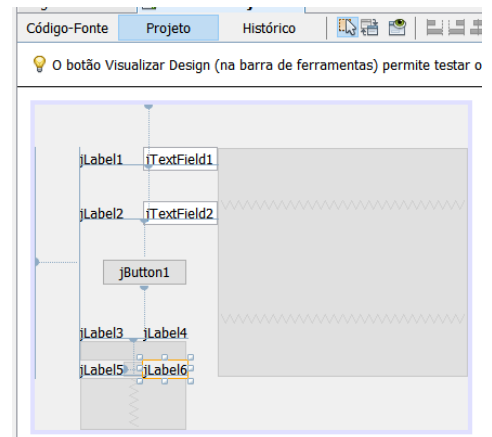 Código-Fonte Projeto Histórico
O botão Visualizar Design (na barra de ferramentas) permite testar o
jLabel1 jTextField1
jLabel2 jTextField2
jButton1
jLabel3 jLabel4
jLabel5 jLabel6